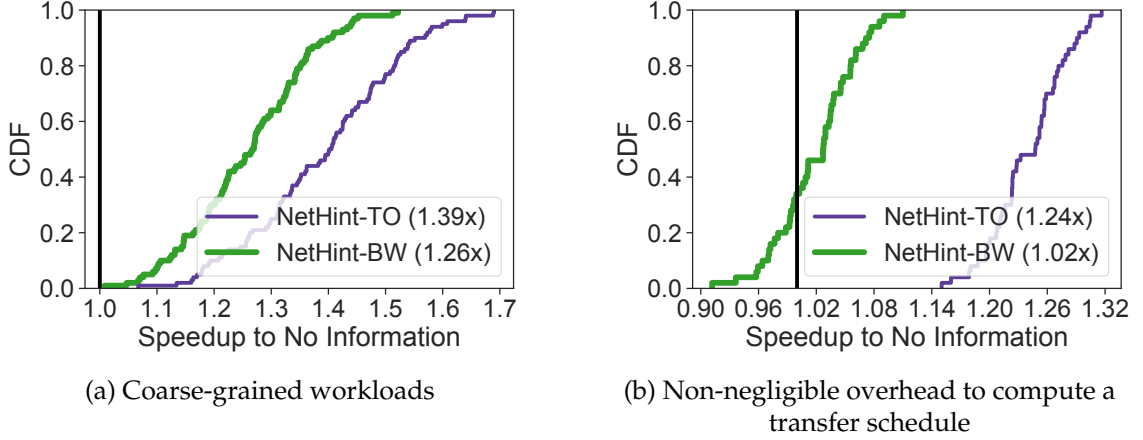 CDF
1.0
0.8
0.6
0.4
0.2
0.0
NetHint-TO (1.39x)
NetHint-BW (1.26x)
1.0 1.1 1.2 1.3 1.4 1.5 1.6 1.7
Speedup to No Information
(a) Coarse-grained workloads
CDF
1.0
0.8
0.6
0.4
0.2
0.0
NetHint-TO (1.24x)
NetHint-BW (1.02x)
0.90 0.96 1.02 1.08 1.14 1.20 1.26 1.32
Speedup to No Information
(b) Non-negligible overhead to compute a
transfer schedule